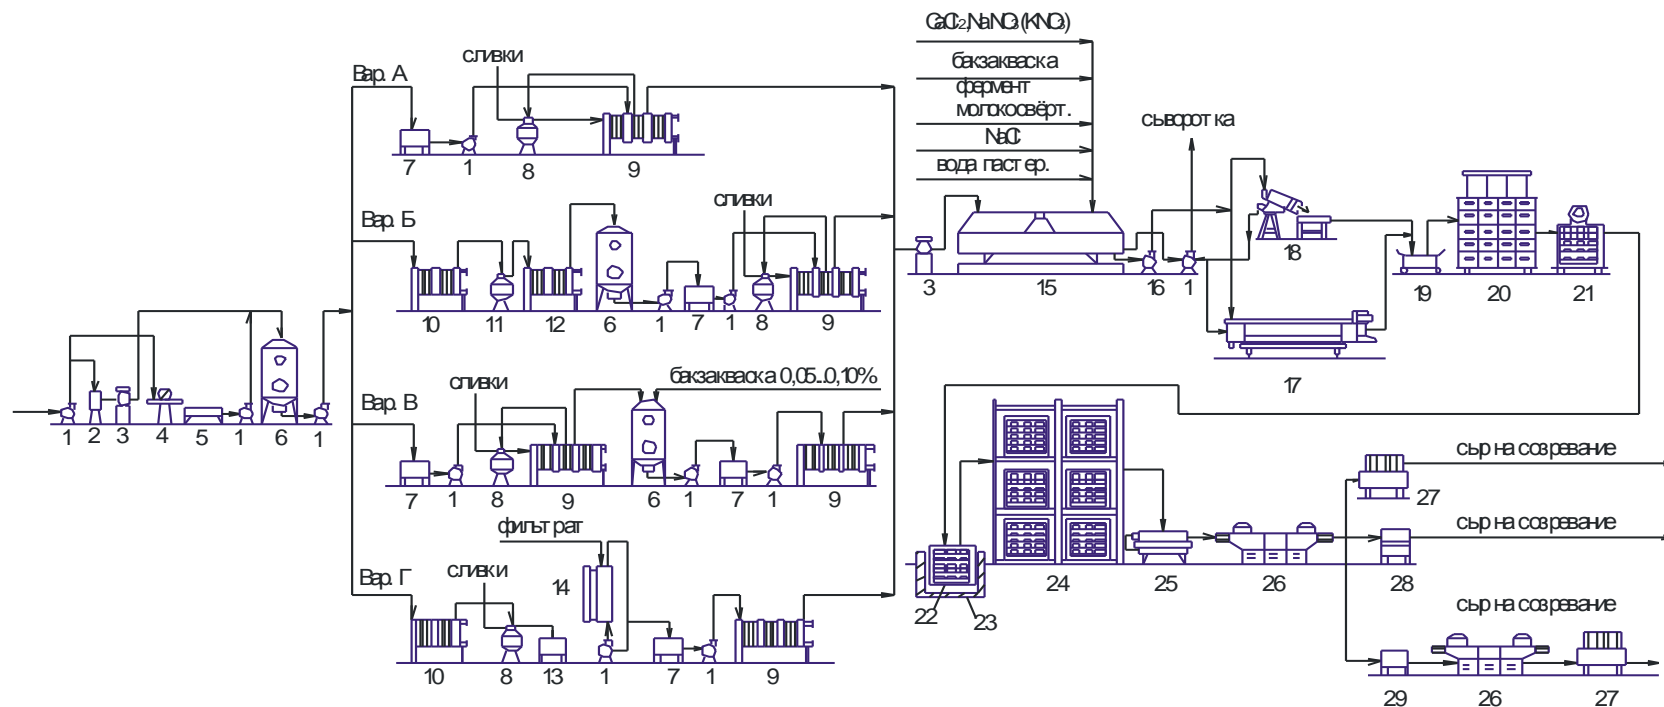 CaCl₂, NaNO₃ (KNO₃)
бакзакваска
фермент
молокосвёрт.
NaCl
вода пастер.
сыворотка
Вар. А
сливки
7 1 8 9
Вар. Б
сливки
10 11 12 6 1 7 1 8 9
3 15 16 1 18 19 20 21
17
1 2 3 4 5 1 6 1
Вар. В
сливки
бакзакваска 0,05...0,10%
7 1 8 9 6 1 7 1 9
Вар. Г
сливки
фильтрат
14
10 8 13 1 7 1 9
22 23 24 25 26 28
сыр на созревание
27
сыр на созревание
сыр на созревание
29 26 27